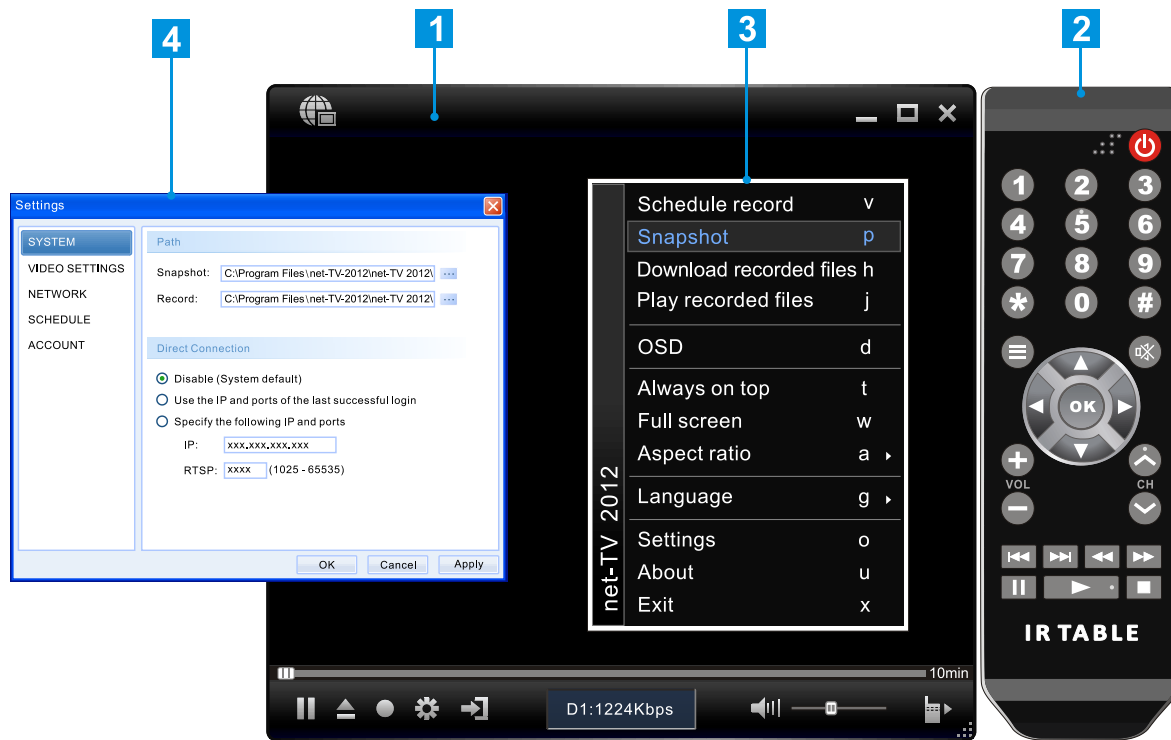 4
1
3
2
Settings
SYSTEM
VIDEO SETTINGS
NETWORK
SCHEDULE
ACCOUNT
Path
Snapshot: C:\Program Files\net-TV-2012\net-TV 2012\ ...
Record: C:\Program Files\net-TV-2012\net-TV 2012\ ...
Direct Connection
Disable (System default)
Use the IP and ports of the last successful login
Specify the following IP and ports
IP: xxx.xxx.xxx.xxx
RTSP: xxxx (1025 - 65535)
OK Cancel Apply
net-TV 2012
Schedule record v
Snapshot p
Download recorded files h
Play recorded files j
OSD d
Always on top t
Full screen w
Aspect ratio a
Language g
Settings o
About u
Exit x
10min
D1:1224Kbps
1 2 3
4 5 6
7 8 9
* 0 #
OK
VOL CH
IR TABLE